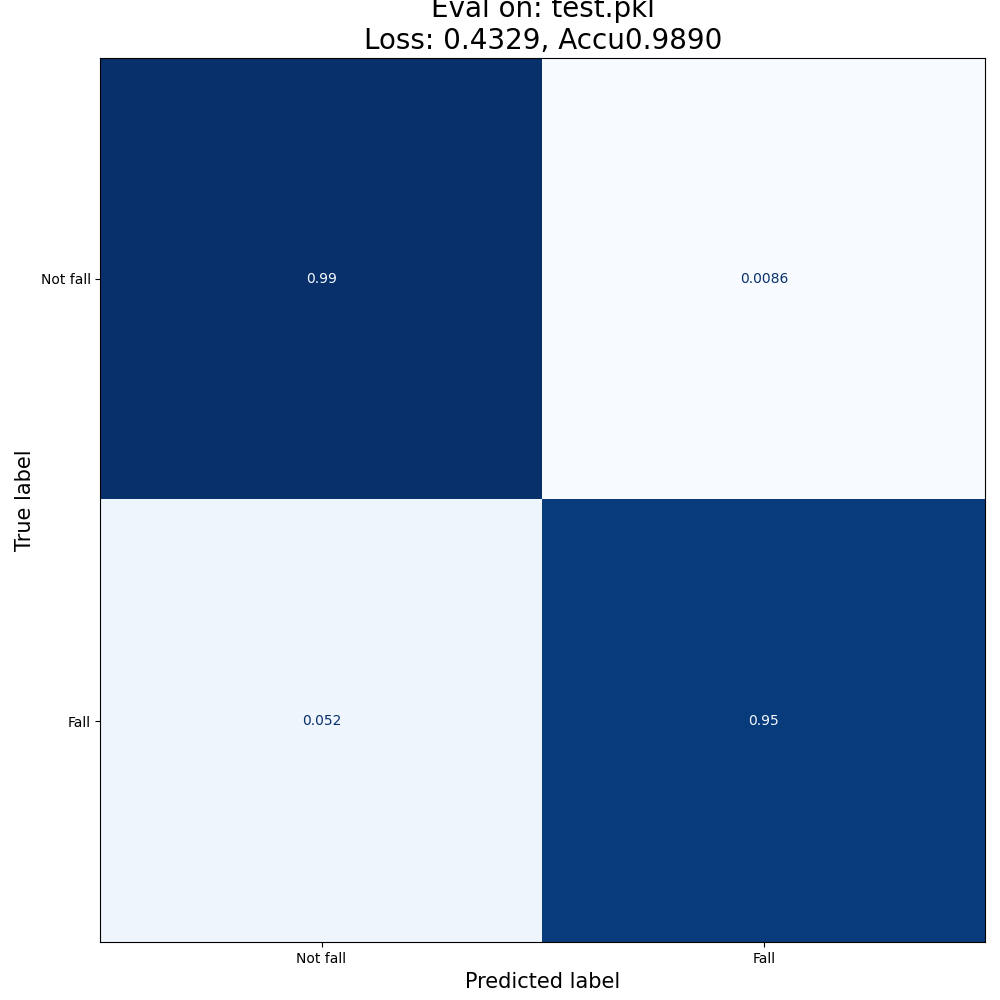 Eval on: test.pkl
Loss: 0.4329, Accu0.9890
Not fall
0.99
0.0086
True label
Fall
0.052
0.95
Not fall
Fall
Predicted label